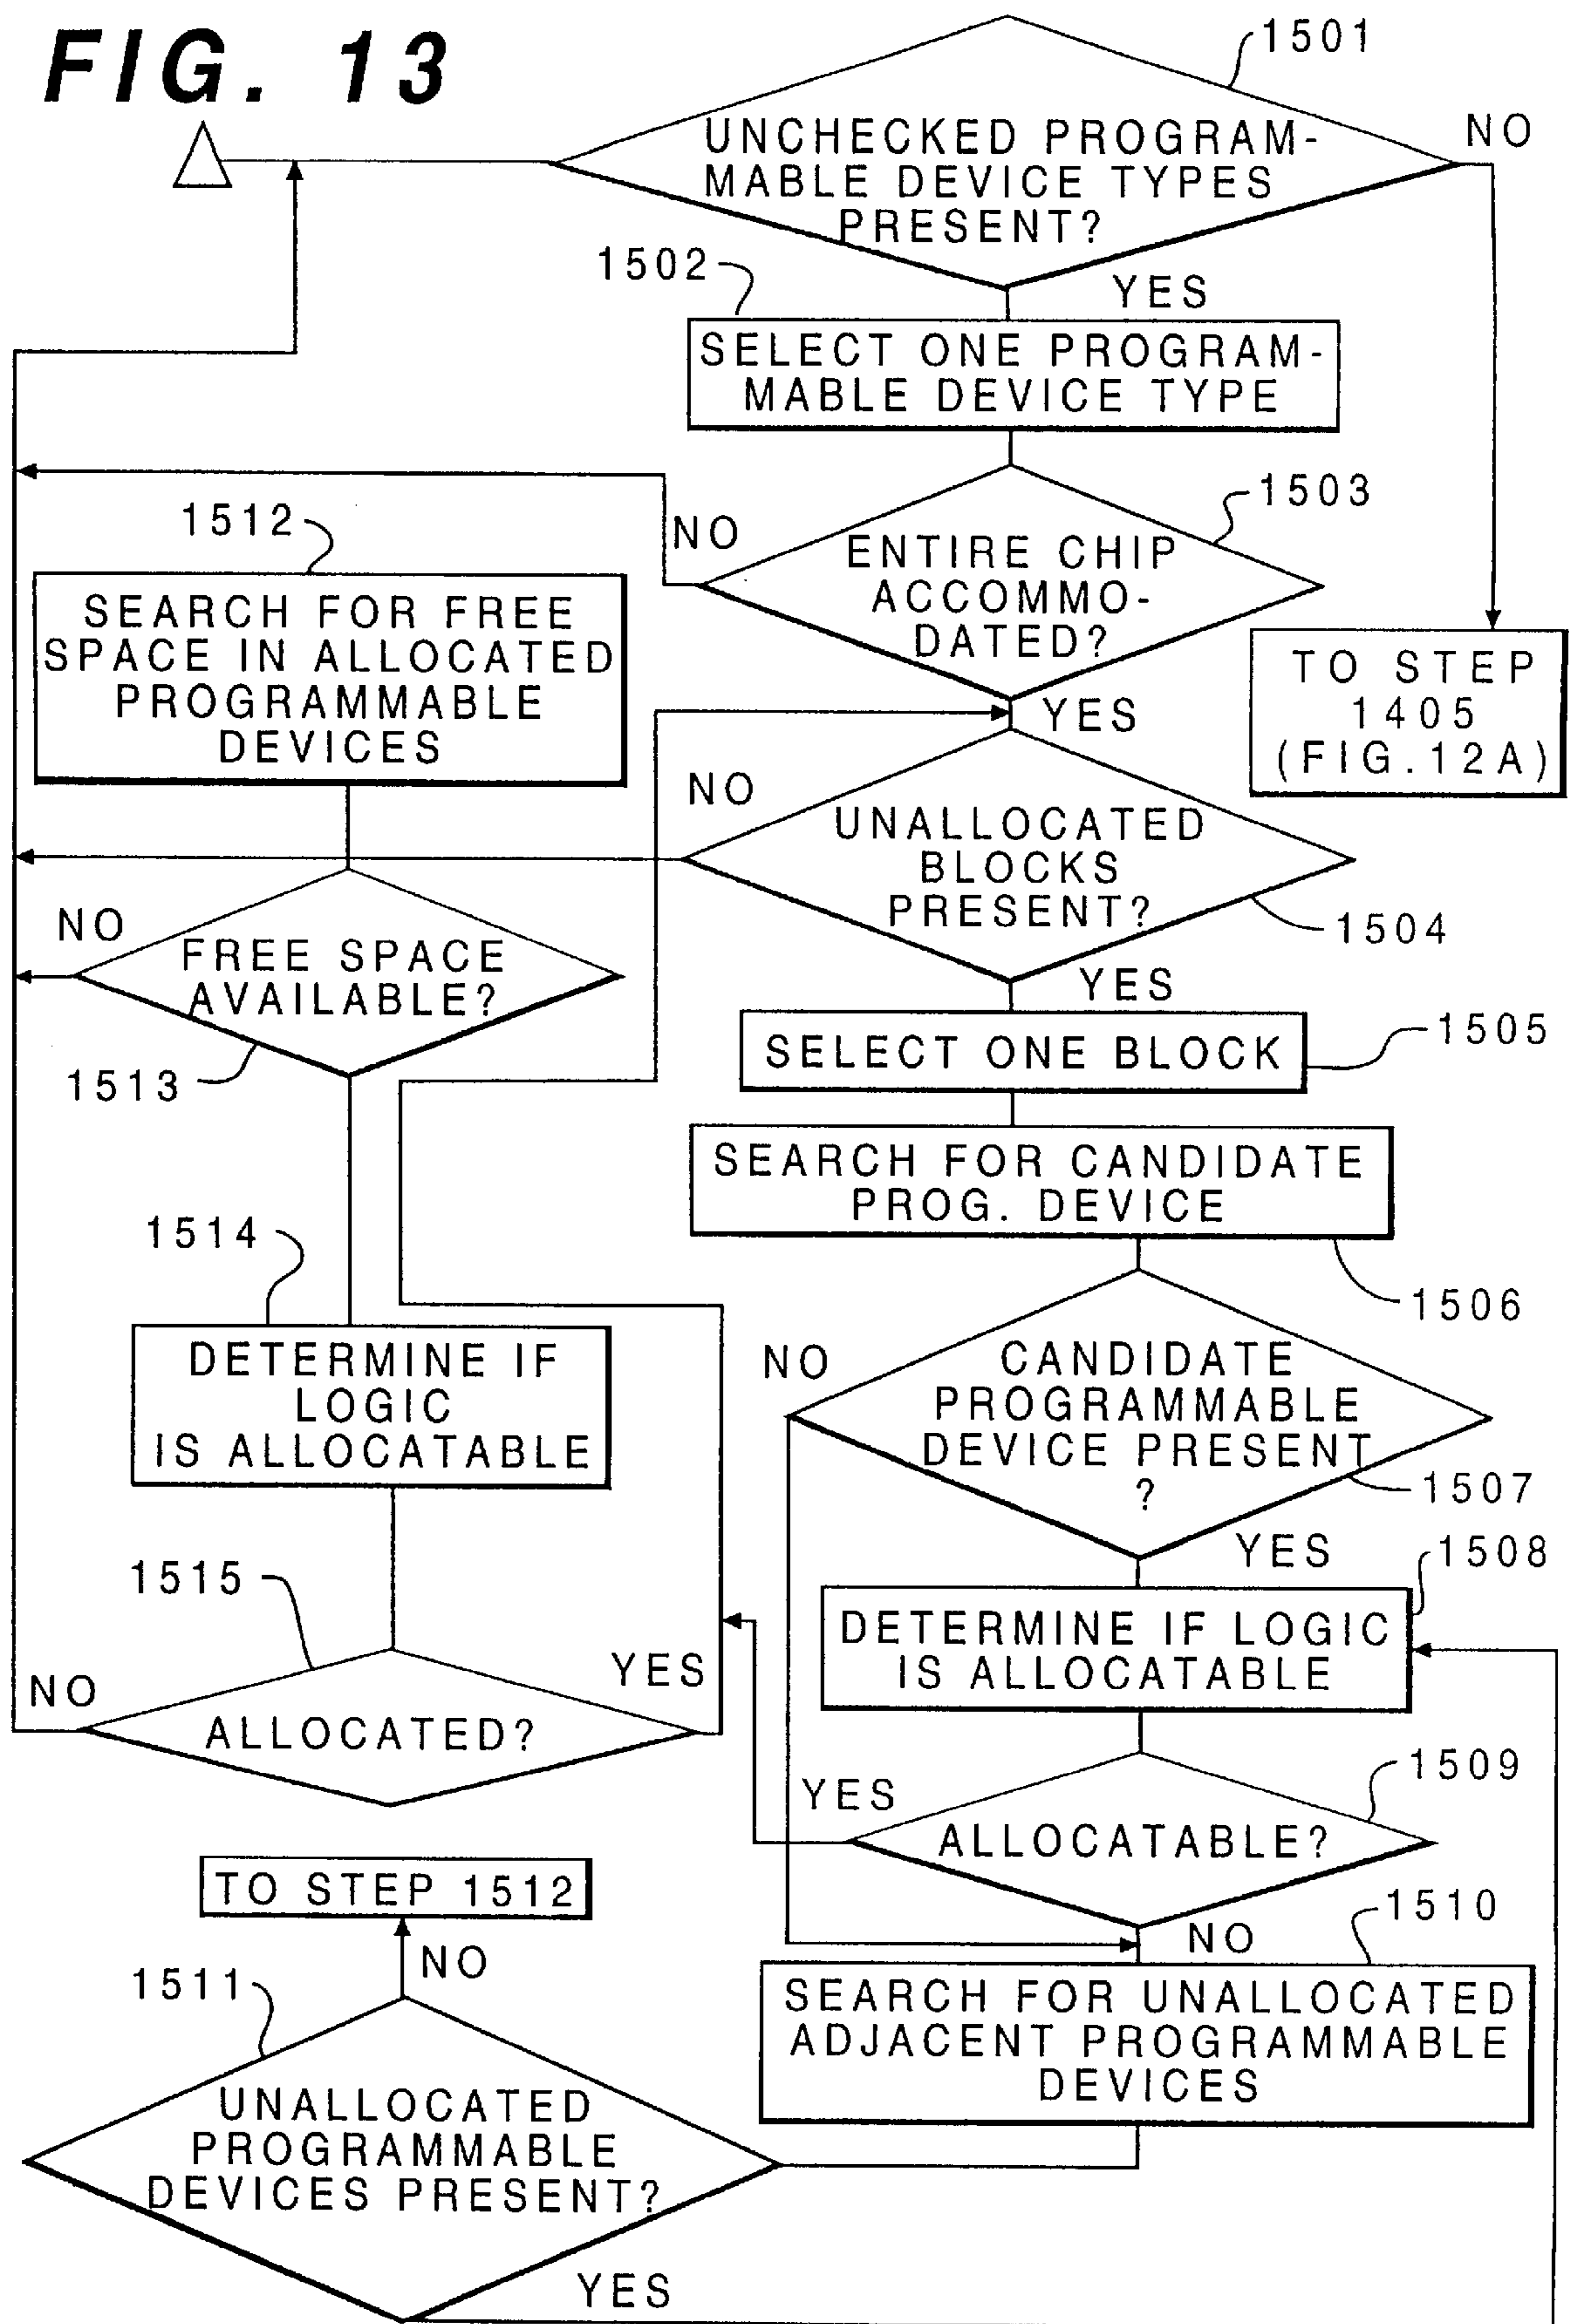 FIG. 13
1501
UNCHECKED PROGRAM-
MABLE DEVICE TYPES
PRESENT?
NO
YES
1502
SELECT ONE PROGRAM-
MABLE DEVICE TYPE
1503
ENTIRE CHIP
ACCOMMO-
DATED?
NO
YES
TO STEP
1405
(FIG.12A)
1512
SEARCH FOR FREE
SPACE IN ALLOCATED
PROGRAMMABLE
DEVICES
NO
UNALLOCATED
BLOCKS
PRESENT?
1504
YES
NO
FREE SPACE
AVAILABLE?
1513
SELECT ONE BLOCK
1505
SEARCH FOR CANDIDATE
PROG. DEVICE
1506
1514
DETERMINE IF
LOGIC
IS ALLOCATABLE
NO
CANDIDATE
PROGRAMMABLE
DEVICE PRESENT
?
1507
YES
1508
DETERMINE IF LOGIC
IS ALLOCATABLE
1515
NO
YES
ALLOCATED?
1509
YES
ALLOCATABLE?
NO
1510
SEARCH FOR UNALLOCATED
ADJACENT PROGRAMMABLE
DEVICES
TO STEP 1512
NO
1511
UNALLOCATED
PROGRAMMABLE
DEVICES PRESENT?
YES